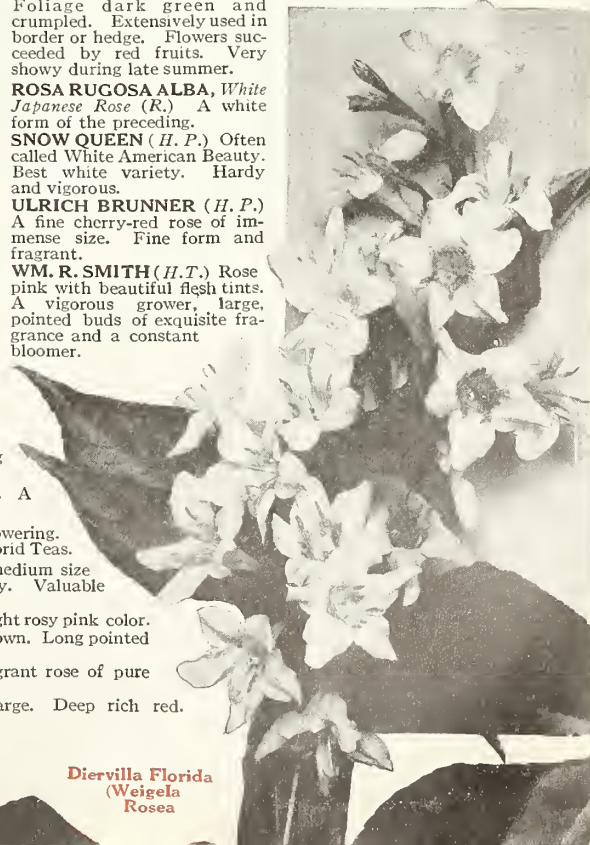 Foliage dark green and
crumpled. Extensively used in
border or hedge. Flowers suc-
ceeded by red fruits. Very
showy during late summer.
ROSA RUGOSA ALBA, White
Japanese Rose (R.) A white
form of the preceding.
SNOW QUEEN (H. P.) Often
called White American Beauty.
Best white variety. Hardy
and vigorous.
ULRICH BRUNNER (H. P.)
A fine cherry-red rose of im-
mense size. Fine form and
fragrant.
WM. R. SMITH (H.T.) Rose
pink with beautiful flesh tints.
A vigorous grower, large,
pointed buds of exquisite fra-
grance and a constant
bloomer.
. A
wering.
rid Teas.
nedium size
y. Valuable
ght rosy pink color.
own. Long pointed
grant rose of pure
arge. Deep rich red.
Diervilla Florida
(Weigela
Rosea